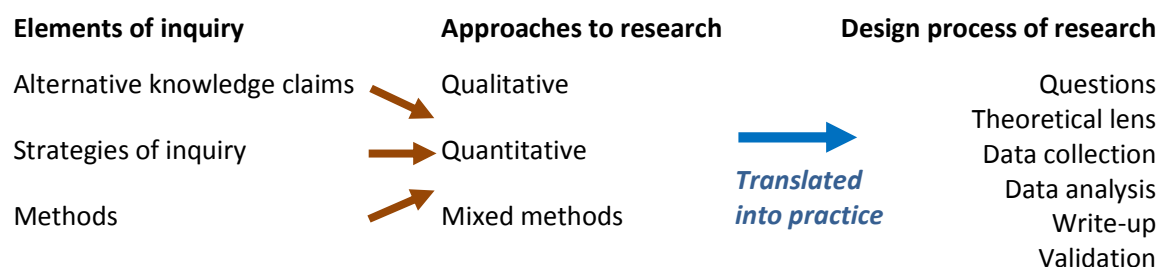 Elements of inquiry
Alternative knowledge claims
Strategies of inquiry
Methods
Approaches to research
Qualitative
Quantitative
Mixed methods
Translated
into practice
Design process of research
Questions
Theoretical lens
Data collection
Data analysis
Write-up
Validation